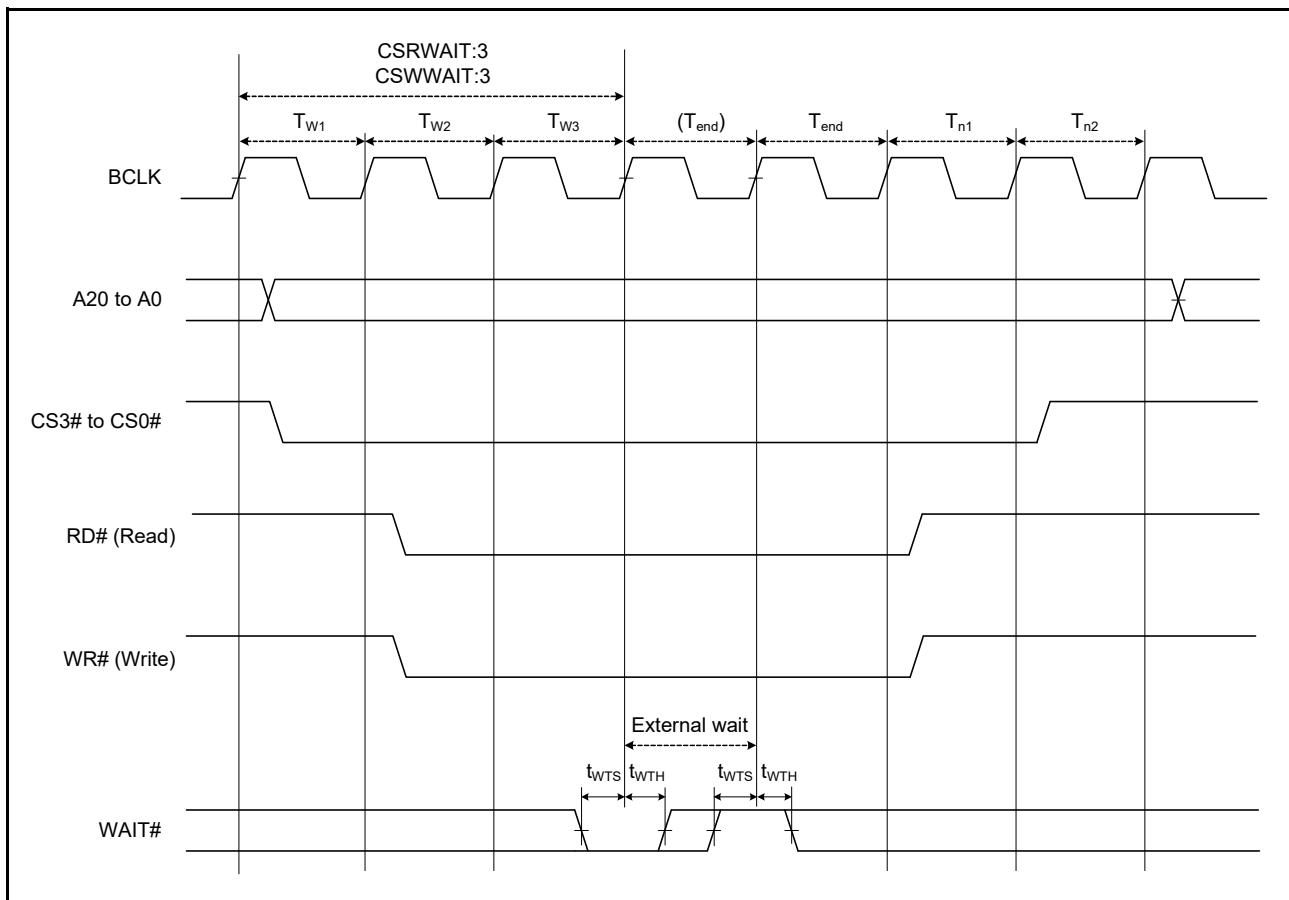 CSRWAIT:3
CSWWAIT:3
TW1 TW2 TW3 (Tend) Tend Tn1 Tn2
BCLK
A20 to A0
CS3# to CS0#
RD# (Read)
WR# (Write)
External wait
tWTS tWTH tWTS tWTH
WAIT#